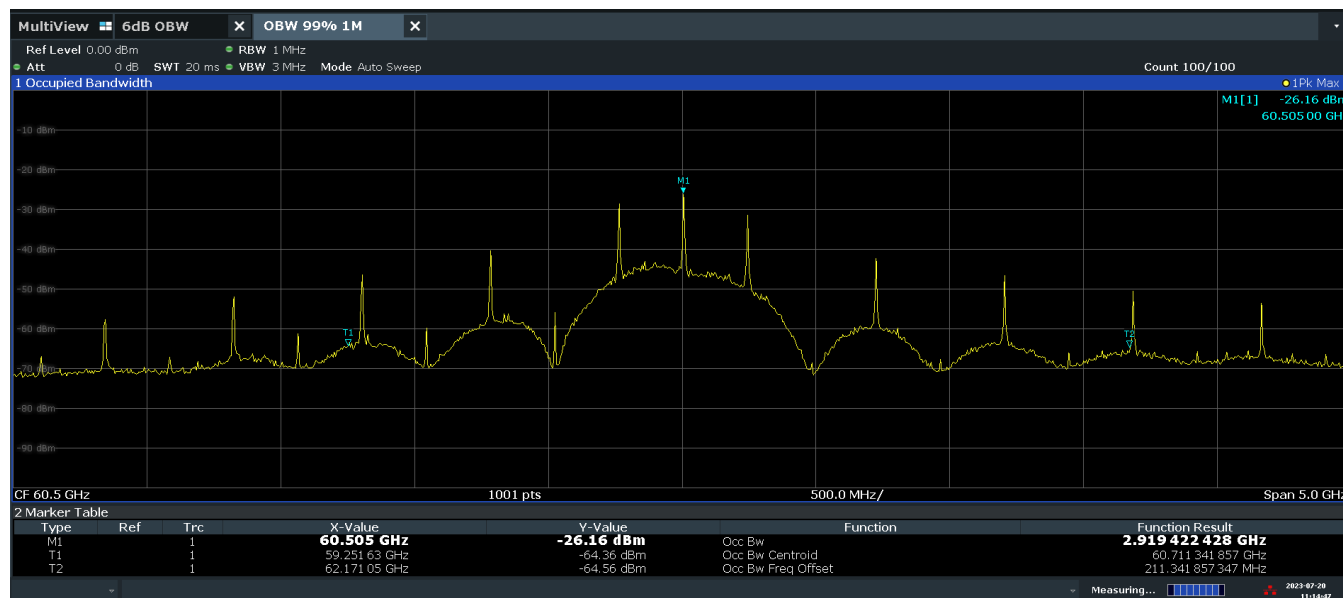 MultiView 6dB OBW OBW 99% 1M
Ref Level 0.00 dBm RBW 1 MHz
Att 0 dB SWT 20 ms VBW 3 MHz Mode Auto Sweep Count 100/100
1 Occupied Bandwidth 1Pk Max
M1[1] -26.16 dBm
60.505 00 GH
-10 dBm
-20 dBm
M1
-30 dBm
-40 dBm
-50 dBm
-60 dBm
T1
T2
-70 dBm
-80 dBm
-90 dBm
CF 60.5 GHz 1001 pts 500.0 MHz/ Span 5.0 GHz
2 Marker Table
Type Ref Trc X-Value Y-Value Function Function Result
M1 1 60.505 GHz -26.16 dBm Occ Bw 2.919 422 428 GHz
T1 1 59.251 63 GHz -64.36 dBm Occ Bw Centroid 60.711 341 857 GHz
T2 1 62.171 05 GHz -64.56 dBm Occ Bw Freq Offset 211.341 857 347 MHz
Measuring... 2023-07-20
11:14:47